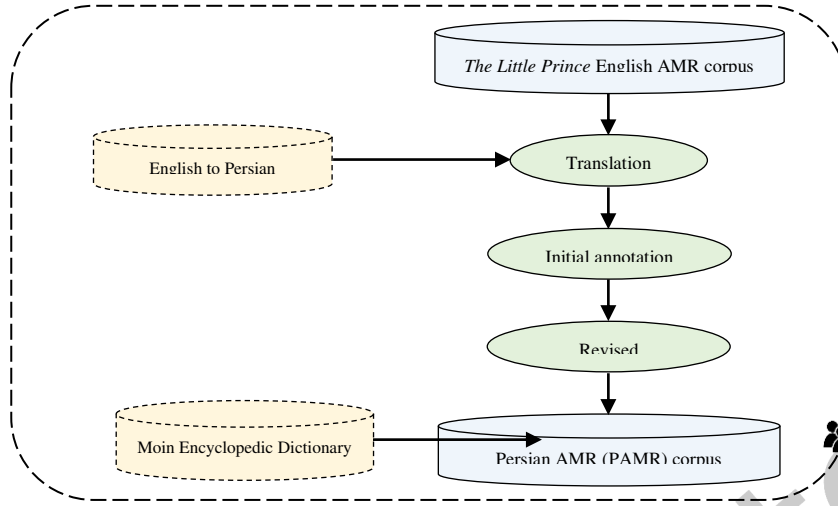 The Little Prince English AMR corpus
English to Persian
Translation
Initial annotation
Revised
Moin Encyclopedic Dictionary
Persian AMR (PAMR) corpus